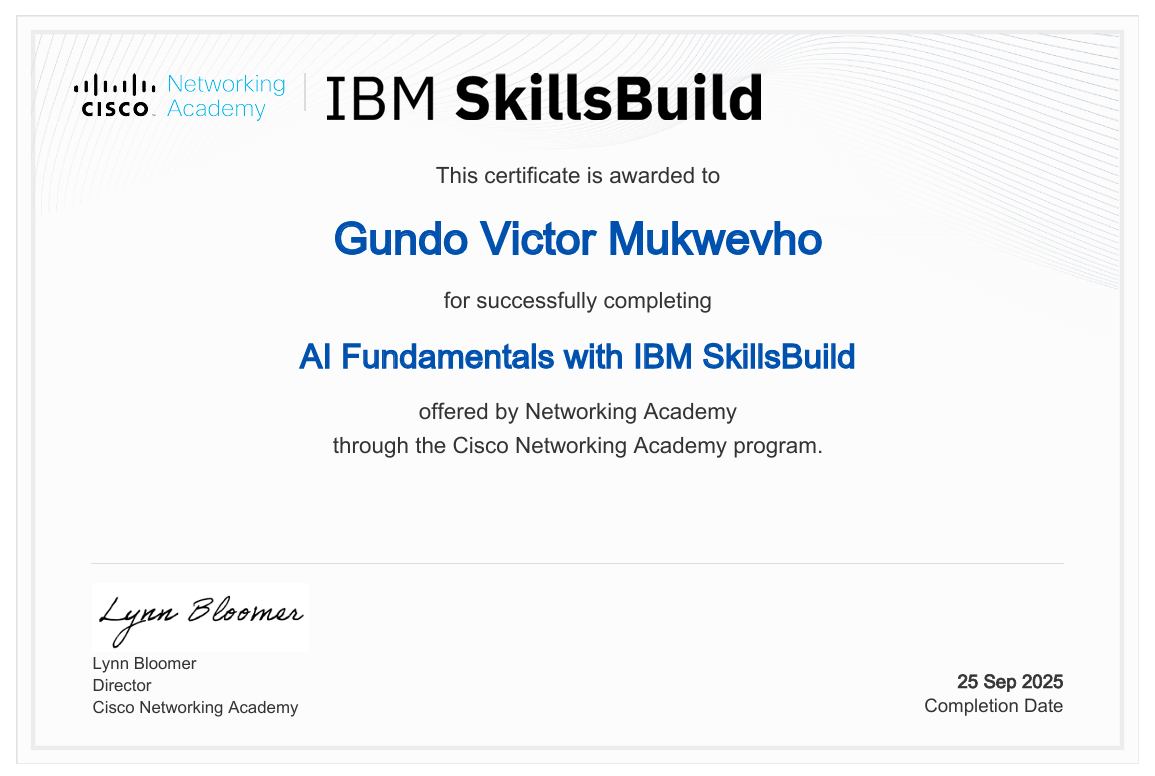 CISCO Networking Academy IBM SkillsBuild
This certificate is awarded to
Gundo Victor Mukwevho
for successfully completing
AI Fundamentals with IBM SkillsBuild
offered by Networking Academy
through the Cisco Networking Academy program.
Lynn Bloomer
Lynn Bloomer
Director
Cisco Networking Academy
25 Sep 2025
Completion Date